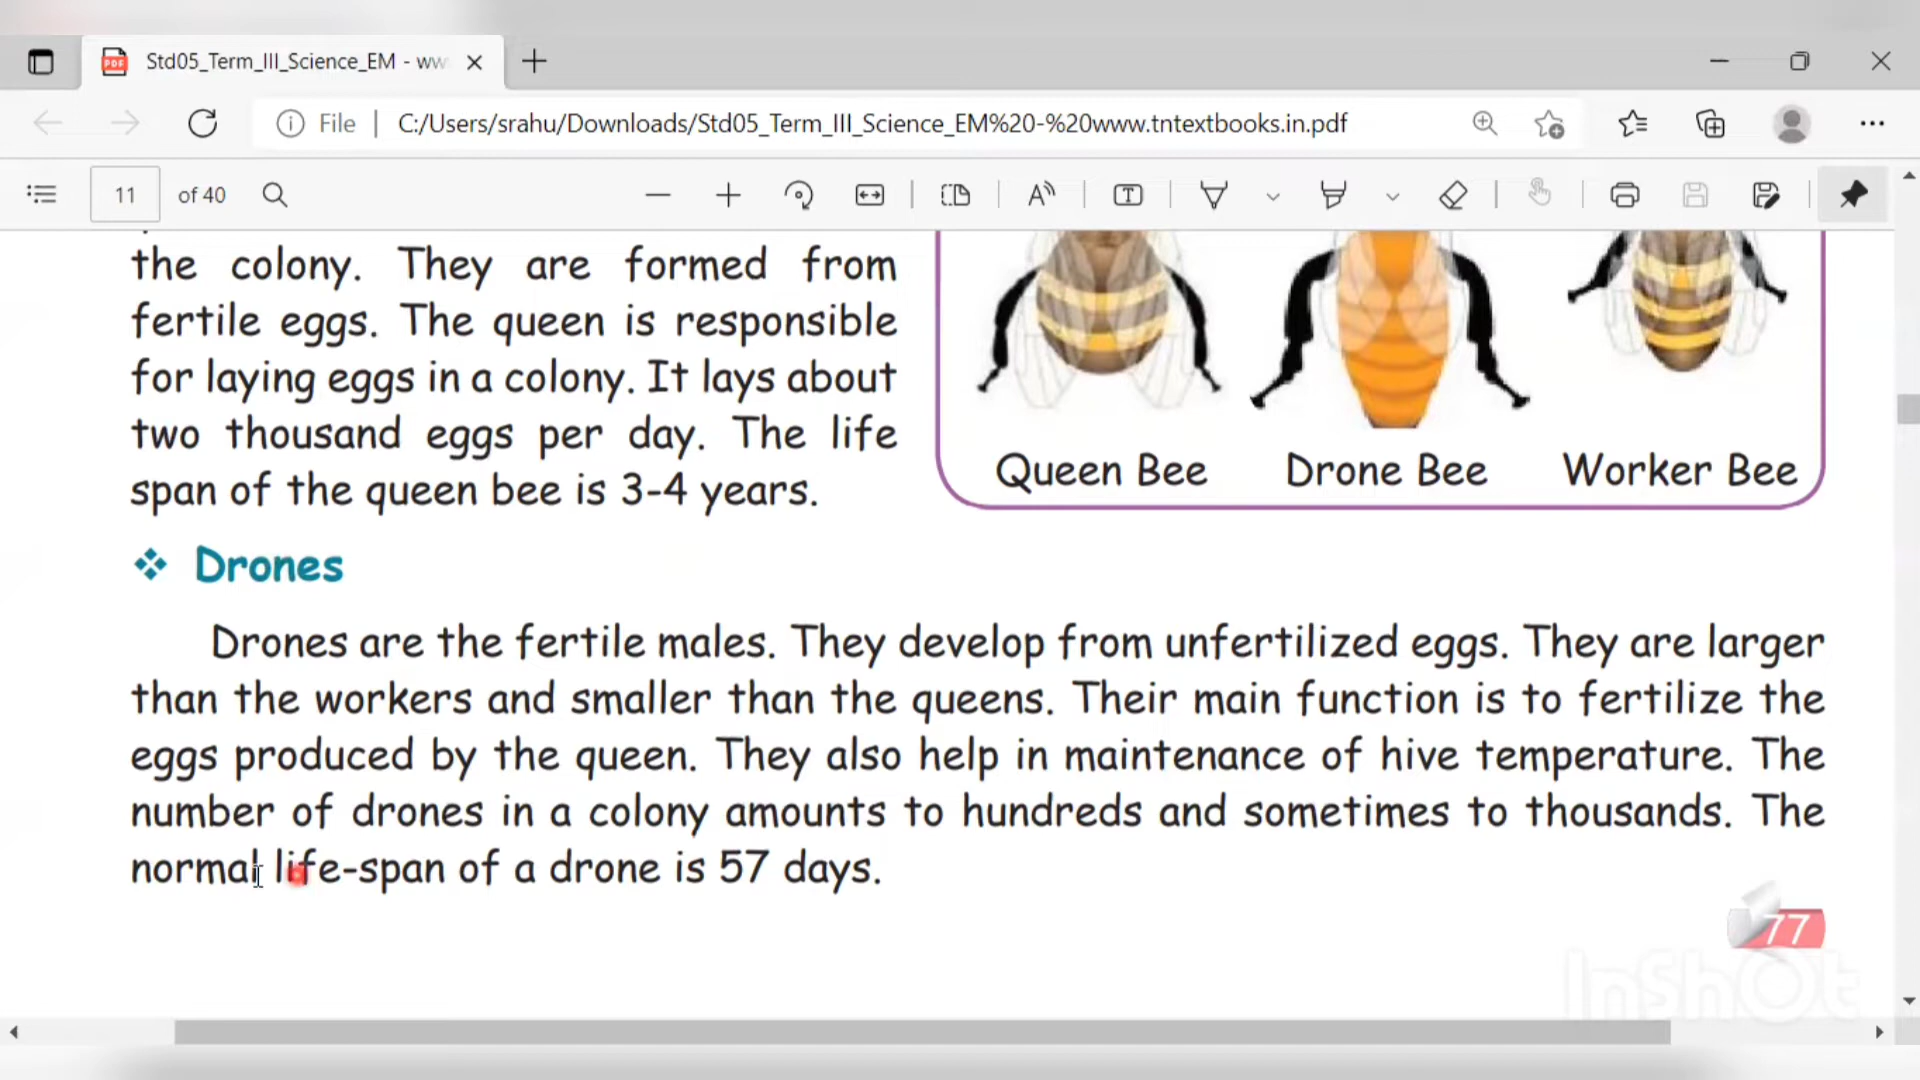 Std05_Term_III_Science_EM - ww
File
C:/Users/srahu/Downloads/Std05_Term_III_Science_EM%20-%20www.tntextbooks.in.pdf
11 of 40
the colony. They are formed from
fertile eggs. The queen is responsible
for laying eggs in a colony. It lays about
two thousand eggs per day. The life
span of the queen bee is 3-4 years.
Queen Bee
Drone Bee
Worker Bee
Drones
Drones are the fertile males. They develop from unfertilized eggs. They are larger
than the workers and smaller than the queens. Their main function is to fertilize the
eggs produced by the queen. They also help in maintenance of hive temperature. The
number of drones in a colony amounts to hundreds and sometimes to thousands. The
normal life-span of a drone is 57 days.
77
InShOt